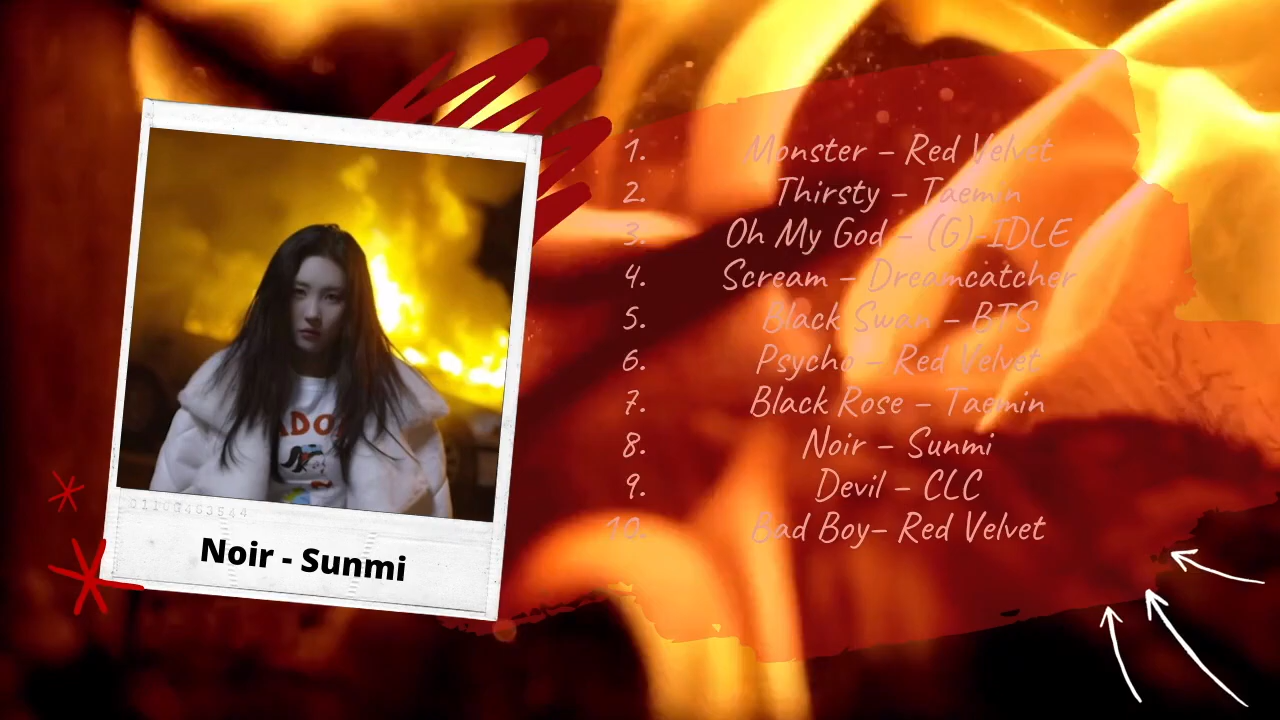 1. Monster – Red Velvet
2. Thirsty – Taemin
3. Oh My God – (G)-IDLE
4. Scream – Dreamcatcher
5. Black Swan – BTS
6. Psycho – Red Velvet
7. Black Rose – Taemin
8. Noir – Sunmi
9. Devil – CLC
10. Bad Boy– Red Velvet
ADO
Noir - Sunmi